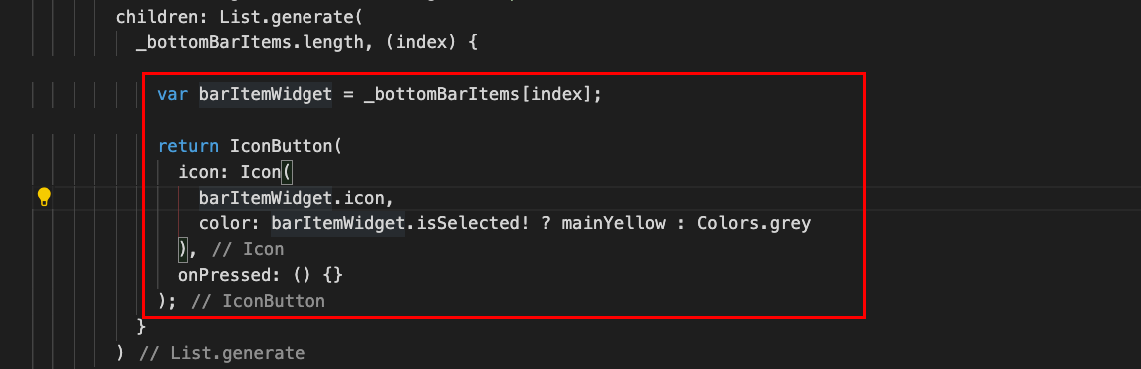 children: List.generate(
_bottomBarItems.length, (index) {
var barItemWidget = _bottomBarItems[index];
return IconButton(
icon: Icon(
barItemWidget.icon,
color: barItemWidget.isSelected! ? mainYellow : Colors.grey
), // Icon
onPressed: () {}
); // IconButton
}
) // List.generate